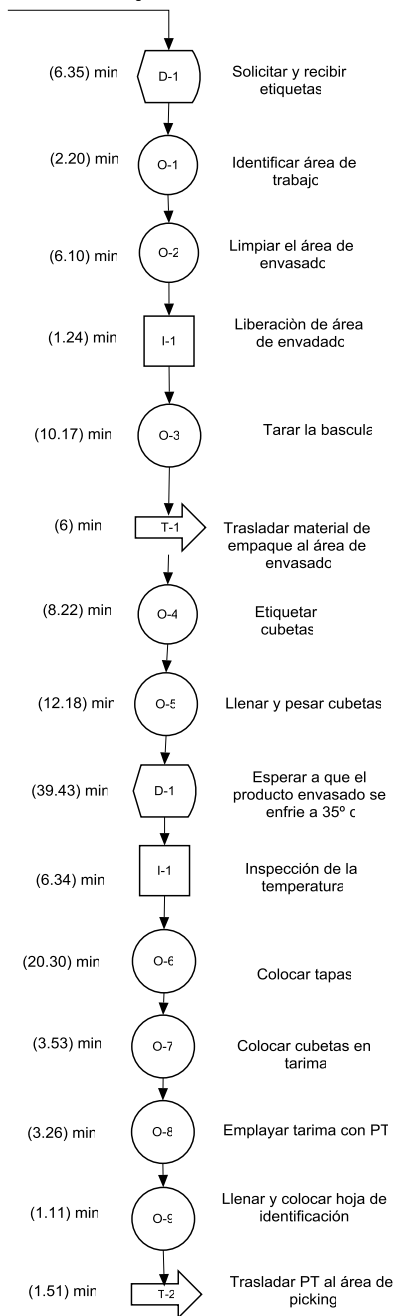 (6.35) min
D-1
Solicitar y recibir
etiquetas
(2.20) min
O-1
Identificar área de
trabajo
(6.10) min
O-2
Limpiar el área de
envasado
(1.24) min
I-1
Liberaciòn de área
de envadado
(10.17) min
O-3
Tarar la bascula
(6) min
T-1
Trasladar material de
empaque al área de
envasado
(8.22) min
O-4
Etiquetar
cubetas
(12.18) min
O-5
Llenar y pesar cubetas
(39.43) min
D-1
Esperar a que el
producto envasado se
enfrie a 35º c
(6.34) min
I-1
Inspección de la
temperatura
(20.30) min
O-6
Colocar tapas
(3.53) min
O-7
Colocar cubetas en
tarima
(3.26) min
O-8
Emplayar tarima con PT
(1.11) min
O-9
Llenar y colocar hoja de
identificación
(1.51) min
T-2
Trasladar PT al área de
picking